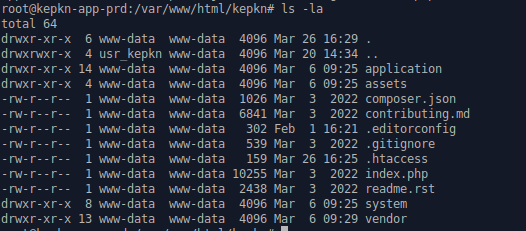 root@kepkn-app-prd:/var/www/html/kepkn# ls -la
total 64
drwxr-xr-x  6 www-data  www-data  4096 Mar 26 16:29 .
drwxrwxr-x  4 usr_kepkn www-data  4096 Mar 20 14:34 ..
drwxr-xr-x 14 www-data  www-data  4096 Mar  6 09:25 application
drwxr-xr-x  4 www-data  www-data  4096 Mar  6 09:25 assets
-rw-r--r--  1 www-data  www-data  1026 Mar  3  2022 composer.json
-rw-r--r--  1 www-data  www-data  6841 Mar  3  2022 contributing.md
-rw-r--r--  1 www-data  www-data   302 Feb  1 16:21 .editorconfig
-rw-r--r--  1 www-data  www-data   539 Mar  3  2022 .gitignore
-rw-r--r--  1 www-data  www-data   159 Mar 26 16:25 .htaccess
-rw-r--r--  1 www-data  www-data 10255 Mar  3  2022 index.php
-rw-r--r--  1 www-data  www-data  2438 Mar  3  2022 readme.rst
drwxr-xr-x  8 www-data  www-data  4096 Mar  6 09:25 system
drwxr-xr-x 13 www-data  www-data  4096 Mar  6 09:29 vendor